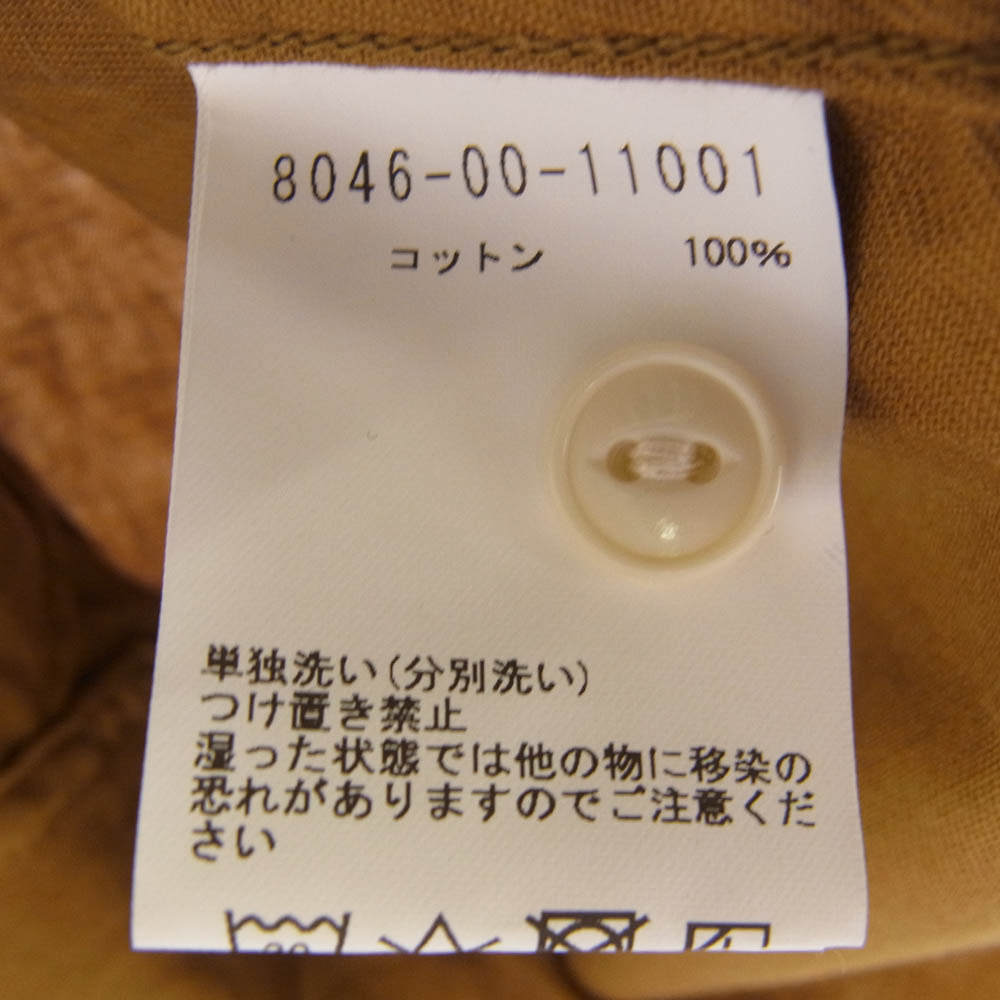 8046-00-11001
コットン 100%
単独洗い(分別洗い)
つけ置き禁止
湿った状態では他の物に移染の
恐れがありますのでご注意くだ
さい